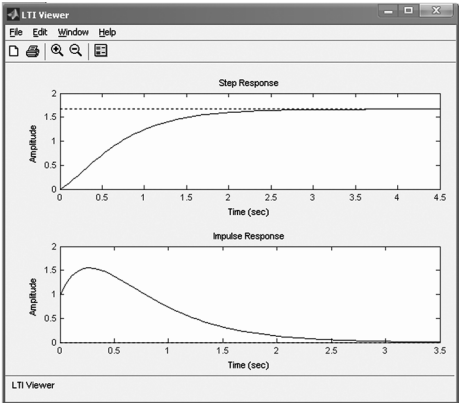 LTI Viewer
File Edit Window Help
Step Response
2
1.5
1
0.5
0
Amplitude
0 0.5 1 1.5 2 2.5 3 3.5 4 4.5
Time (sec)
Impulse Response
2
1.5
1
0.5
0
Amplitude
0 0.5 1 1.5 2 2.5 3 3.5
Time (sec)
LTI Viewer